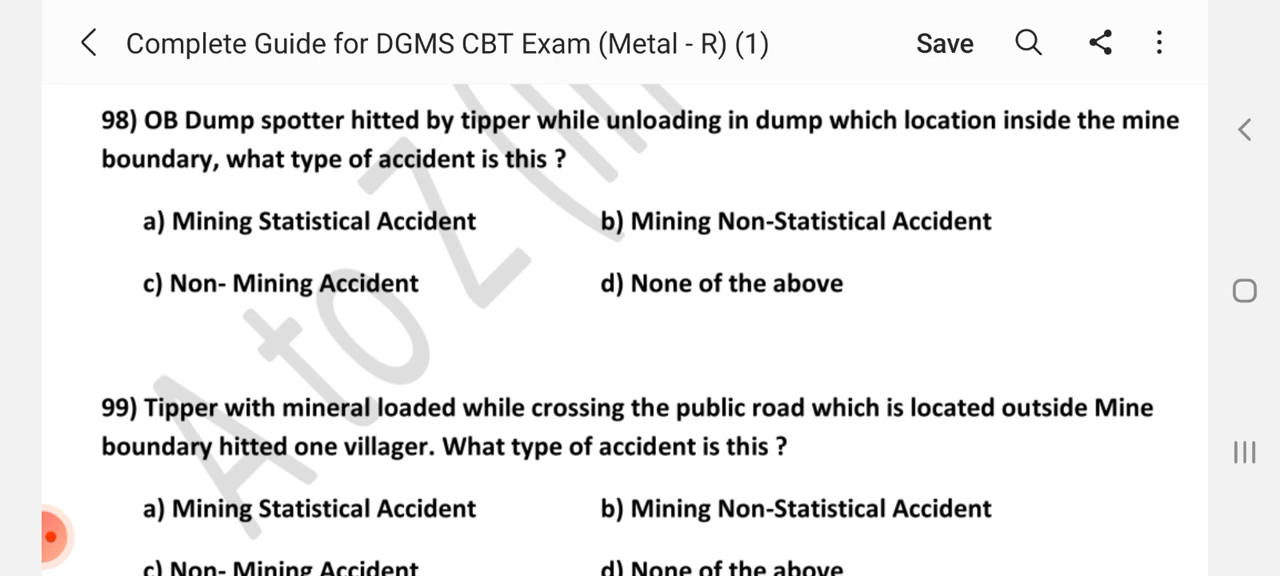 Complete Guide for DGMS CBT Exam (Metal - R) (1) Save
98) OB Dump spotter hitted by tipper while unloading in dump which location inside the mine
boundary, what type of accident is this ?
a) Mining Statistical Accident b) Mining Non-Statistical Accident
c) Non- Mining Accident d) None of the above
99) Tipper with mineral loaded while crossing the public road which is located outside Mine
boundary hitted one villager. What type of accident is this ?
a) Mining Statistical Accident b) Mining Non-Statistical Accident
c) Non- Mining Accident d) None of the above
A to Z